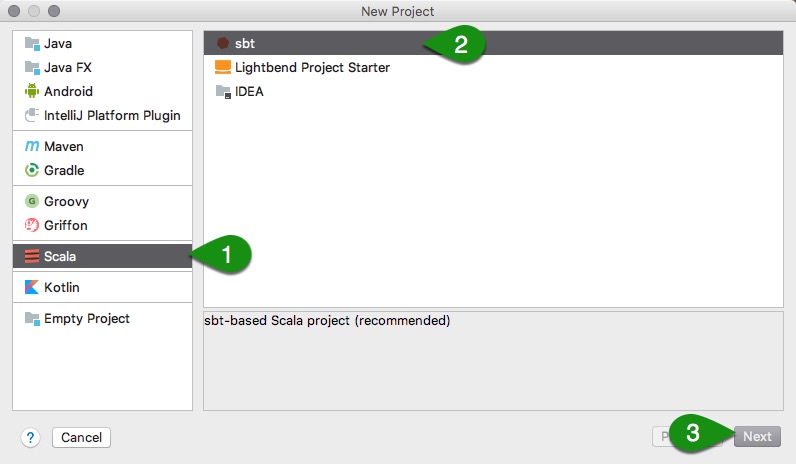 New Project
Java
Java FX
Android
IntelliJ Platform Plugin
Maven
Gradle
G Groovy
Griffon
Scala
Kotlin
Empty Project
1
sbt
2
Lightbend Project Starter
IDEA
sbt-based Scala project (recommended)
? Cancel
3 Next